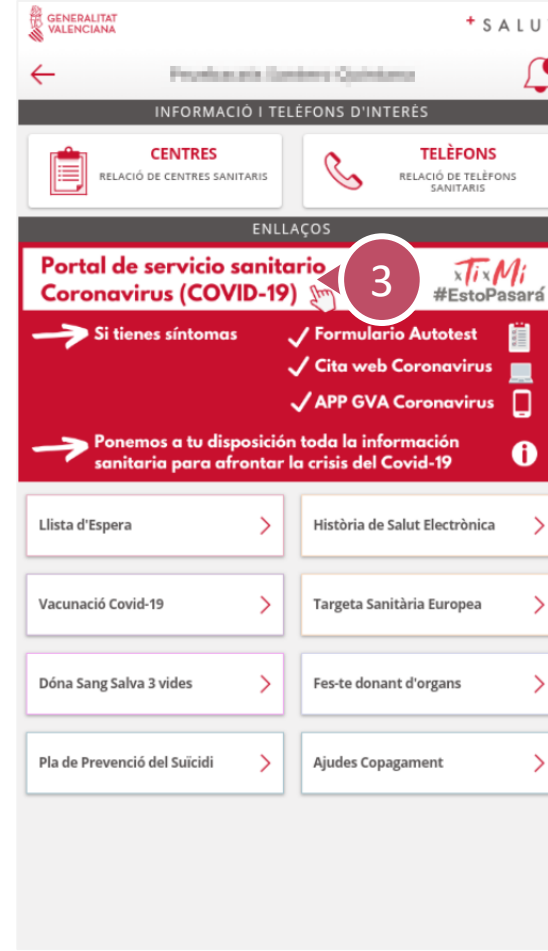 GENERALITAT
VALENCIANA
+ SALU
INFORMACIÓ I TELÈFONS D'INTERÈS
CENTRES
RELACIÓ DE CENTRES SANITARIS
TELÈFONS
RELACIÓ DE TELÈFONS
SANITARIS
ENLLAÇOS
Portal de servicio sanitario
Coronavirus (COVID-19)
3
xTixMi
#EstoPasará
Si tienes síntomas
Formulario Autotest
Cita web Coronavirus
APP GVA Coronavirus
Ponemos a tu disposición toda la información
sanitaria para afrontar la crisis del Covid-19
Llista d'Espera
Història de Salut Electrònica
Vacunació Covid-19
Targeta Sanitària Europea
Dóna Sang Salva 3 vides
Fes-te donant d'organs
Pla de Prevenció del Suïcidi
Ajudes Copagament